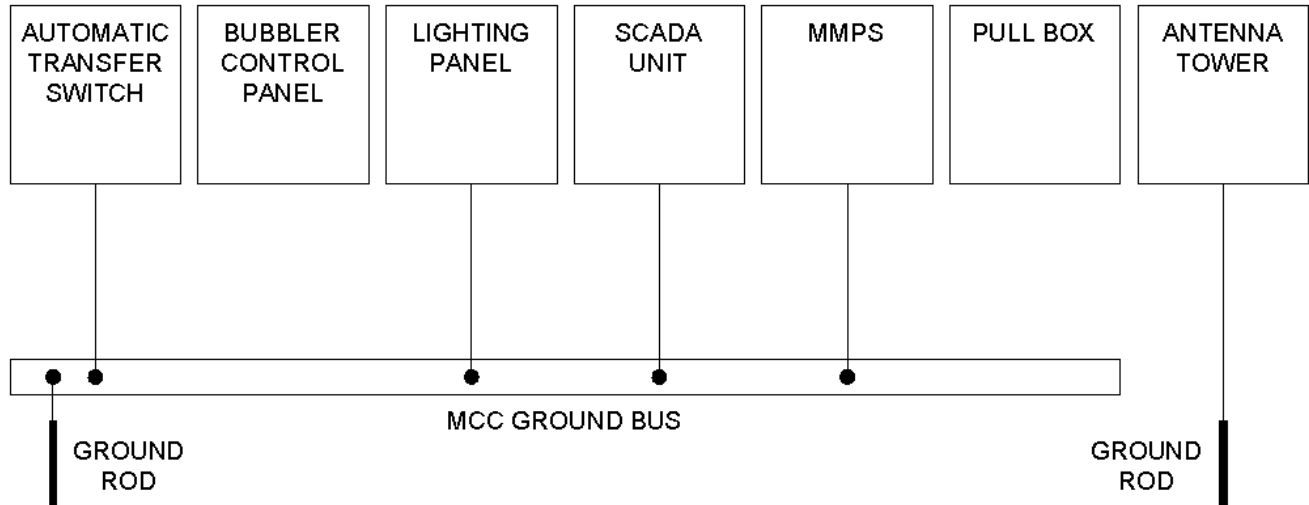 AUTOMATIC
TRANSFER
SWITCH
BUBBLER
CONTROL
PANEL
LIGHTING
PANEL
SCADA
UNIT
MMPS
PULL BOX
ANTENNA
TOWER
MCC GROUND BUS
GROUND
ROD
GROUND
ROD